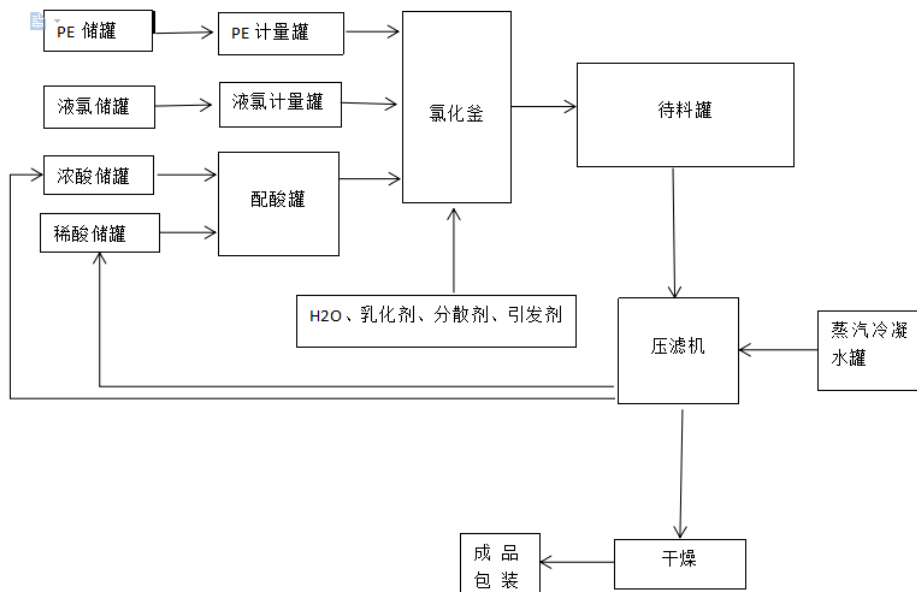 PE 储罐
PE 计量罐
液氯储罐
液氯计量罐
氯化釜
待料罐
浓酸储罐
配酸罐
稀酸储罐
H2O、乳化剂、分散剂、引发剂
压滤机
蒸汽冷凝
水罐
成 品
包 装
干燥